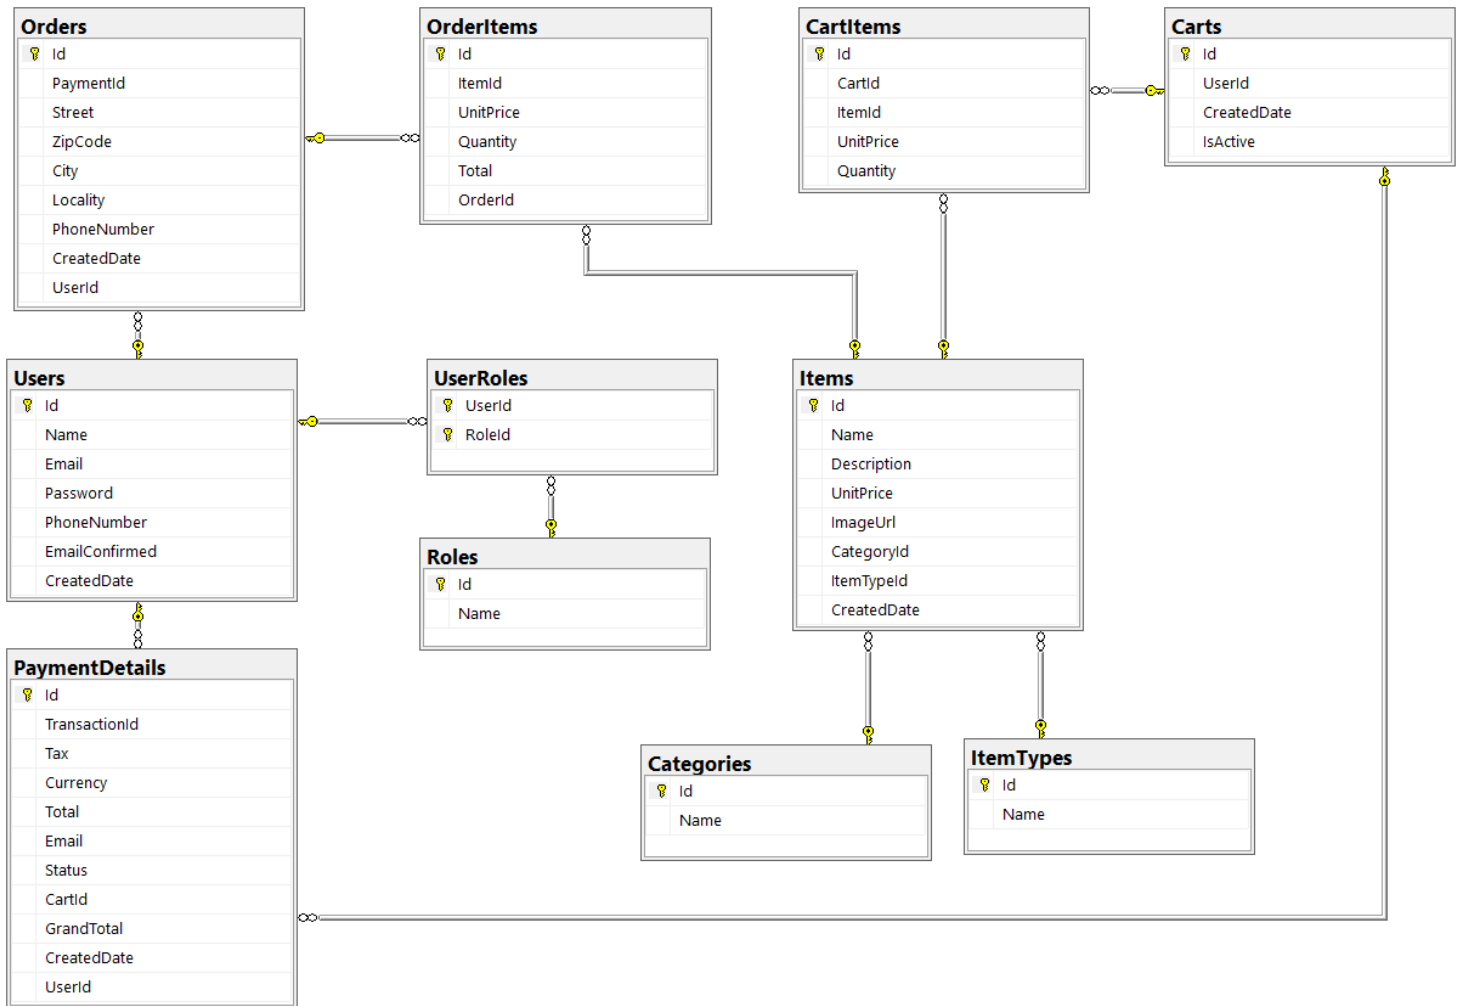 Orders
Id
PaymentId
Street
ZipCode
City
Locality
PhoneNumber
CreatedDate
UserId
OrderItems
Id
ItemId
UnitPrice
Quantity
Total
OrderId
CartItems
Id
CartId
ItemId
UnitPrice
Quantity
Carts
Id
UserId
CreatedDate
IsActive
Users
Id
Name
Email
Password
PhoneNumber
EmailConfirmed
CreatedDate
UserRoles
UserId
RoleId
Roles
Id
Name
Items
Id
Name
Description
UnitPrice
ImageUrl
CategoryId
ItemTypeId
CreatedDate
PaymentDetails
Id
TransactionId
Tax
Currency
Total
Email
Status
CartId
GrandTotal
CreatedDate
UserId
Categories
Id
Name
ItemTypes
Id
Name